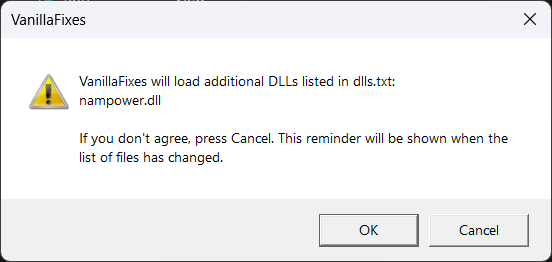 VanillaFixes
VanillaFixes will load additional DLLs listed in dlls.txt:
nampower.dll
If you don't agree, press Cancel. This reminder will be shown when the
list of files has changed.
OK
Cancel